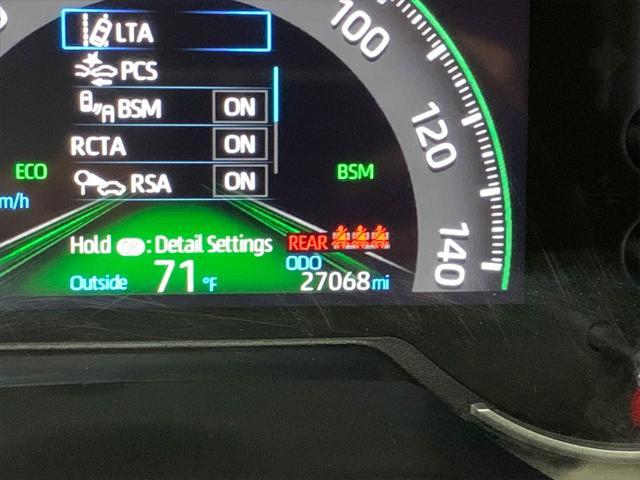 100
LTA
PCS
BSM ON
120
RCTA ON
ECO
BSM
RSA ON
m/h
Hold OK : Detail Settings
REAR
140
ODO
Outside 71 °F
27068 mi